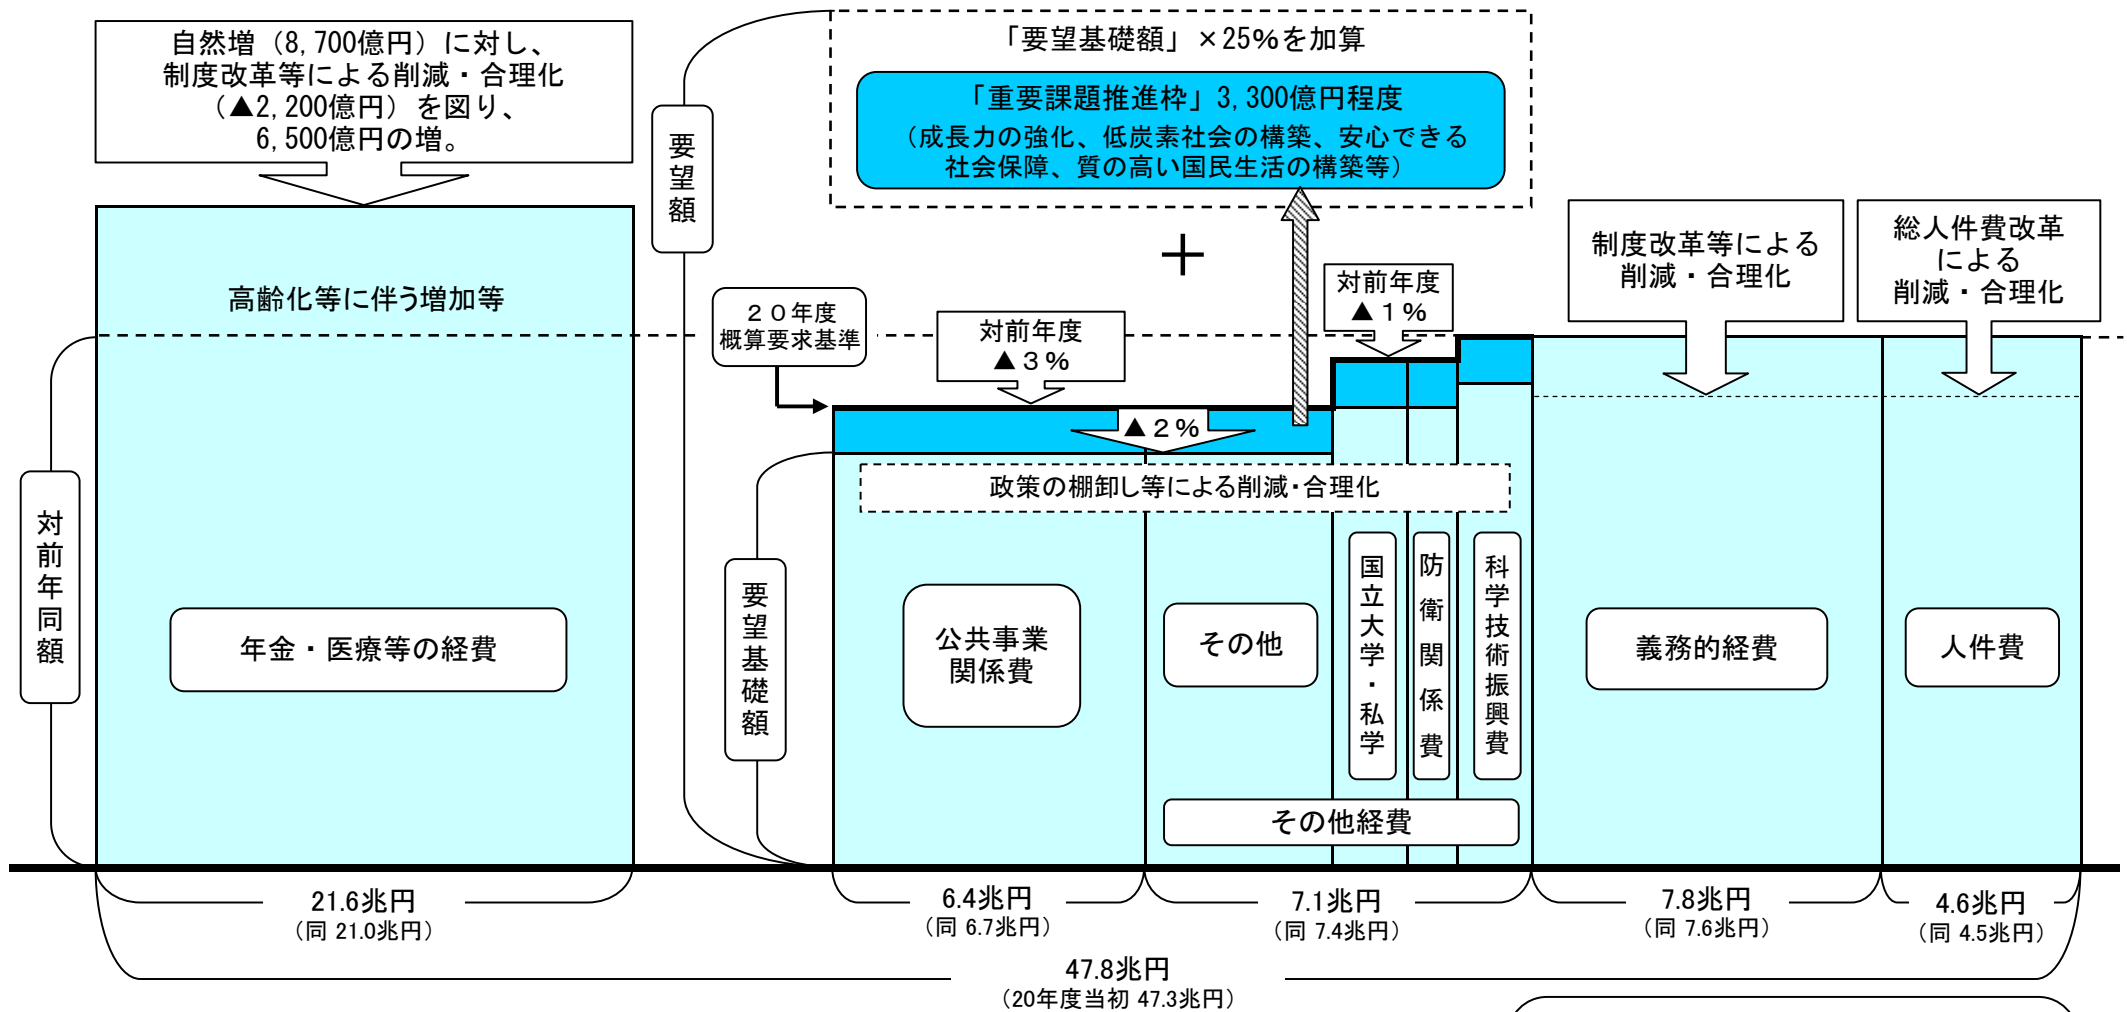 自然増（8,700億円）に対し、
制度改革等による削減・合理化
（▲2,200億円）を図り、
6,500億円の増。
「要望基礎額」×25％を加算
「重要課題推進枠」3,300億円程度
（成長力の強化、低炭素社会の構築、安心できる
社会保障、質の高い国民生活の構築等）
要望額
＋
高齢化等に伴う増加等
２０年度
概算要求基準
対前年度
▲３％
対前年度
▲１％
制度改革等による
削減・合理化
総人件費改革
による
削減・合理化
▲２％
政策の棚卸し等による削減・合理化
対前年同額
要望基礎額
年金・医療等の経費
公共事業
関係費
その他
国立大学・私学
防衛関係費
科学技術振興費
義務的経費
人件費
その他経費
21.6兆円
（同 21.0兆円）
6.4兆円
（同 6.7兆円）
7.1兆円
（同 7.4兆円）
7.8兆円
（同 7.6兆円）
4.6兆円
（同 4.5兆円）
47.8兆円
（20年度当初 47.3兆円）